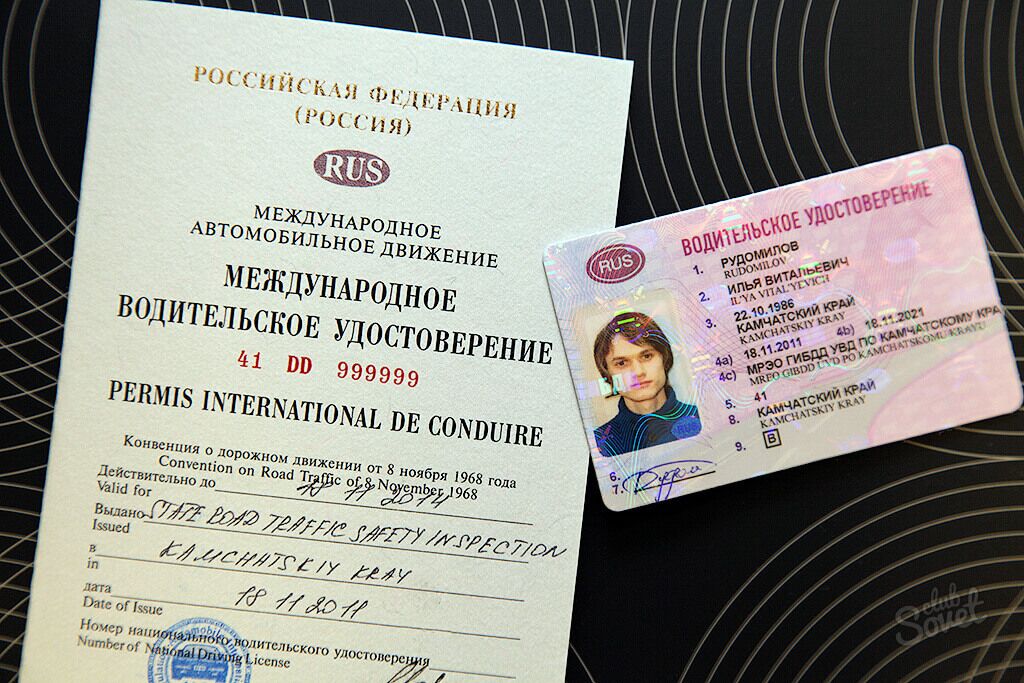 РОССИЙСКАЯ ФЕДЕРАЦИЯ
(РОССИЯ)
RUS
МЕЖДУНАРОДНОЕ
АВТОМОБИЛЬНОЕ ДВИЖЕНИЕ
МЕЖДУНАРОДНОЕ
ВОДИТЕЛЬСКОЕ УДОСТОВЕРЕНИЕ
41 DD 999999
PERMIS INTERNATIONAL DE CONDUIRE
Конвенция о дорожном движении от 8 ноября 1968 года
Convention on Road Traffic of 8 November 1968
Действительно до 18 11 2014
Valid for
Выдано STATE ROAD TRAFFIC SAFETY INSPECTION
Issued
в KAMCHATSKIY KRAY
in
дата 18 11 2011
Date of Issue
Номер национального водительского удостоверения
Number of National Driving License
ВОДИТЕЛЬСКОЕ УДОСТОВЕРЕНИЕ
RUS
1. РУДОМИЛОВ
RUDOMILOV
2. ИЛЬЯ ВИТАЛЬЕВИЧ
IL'YA VITAL'YEVICH
3. 22.10.1986
КАМЧАТСКИЙ КРАЙ
KAMCHATSKIY KRAY
4a) 18.11.2011 4b) 18.11.2021
4c) МРЭО ГИБДД УВД ПО КАМЧАТСКОМУ КРА
MREO GIBDD UVD PO KAMCHATSKOMU KRAYU
5. 41
8. КАМЧАТСКИЙ КРАЙ
KAMCHATSKIY KRAY
9. B
6.
7.
RUS
club
Sovet